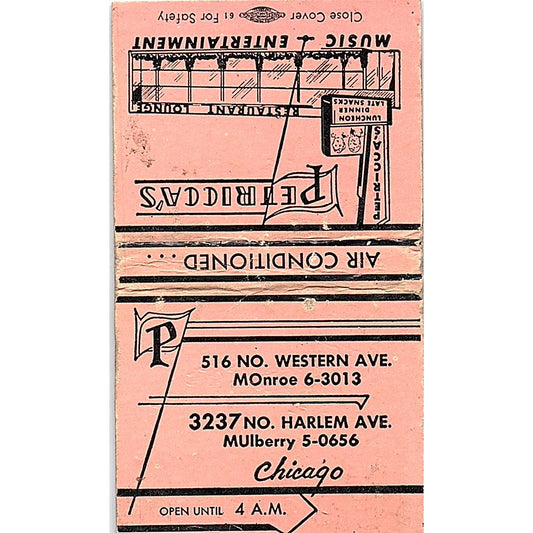 Close Cover For Safety
61
MUSIC + ENTERTAINMENT
RESTAURANT LOUNGE
LUNCHEON
DINNER
LATE SNACKS
PETRICCA'S
PETRICCA'S
AIR CONDITIONED...
P
516 NO. WESTERN AVE.
MOnroe 6-3013
3237 NO. HARLEM AVE.
MUlberry 5-0656
Chicago
OPEN UNTIL 4 A.M.